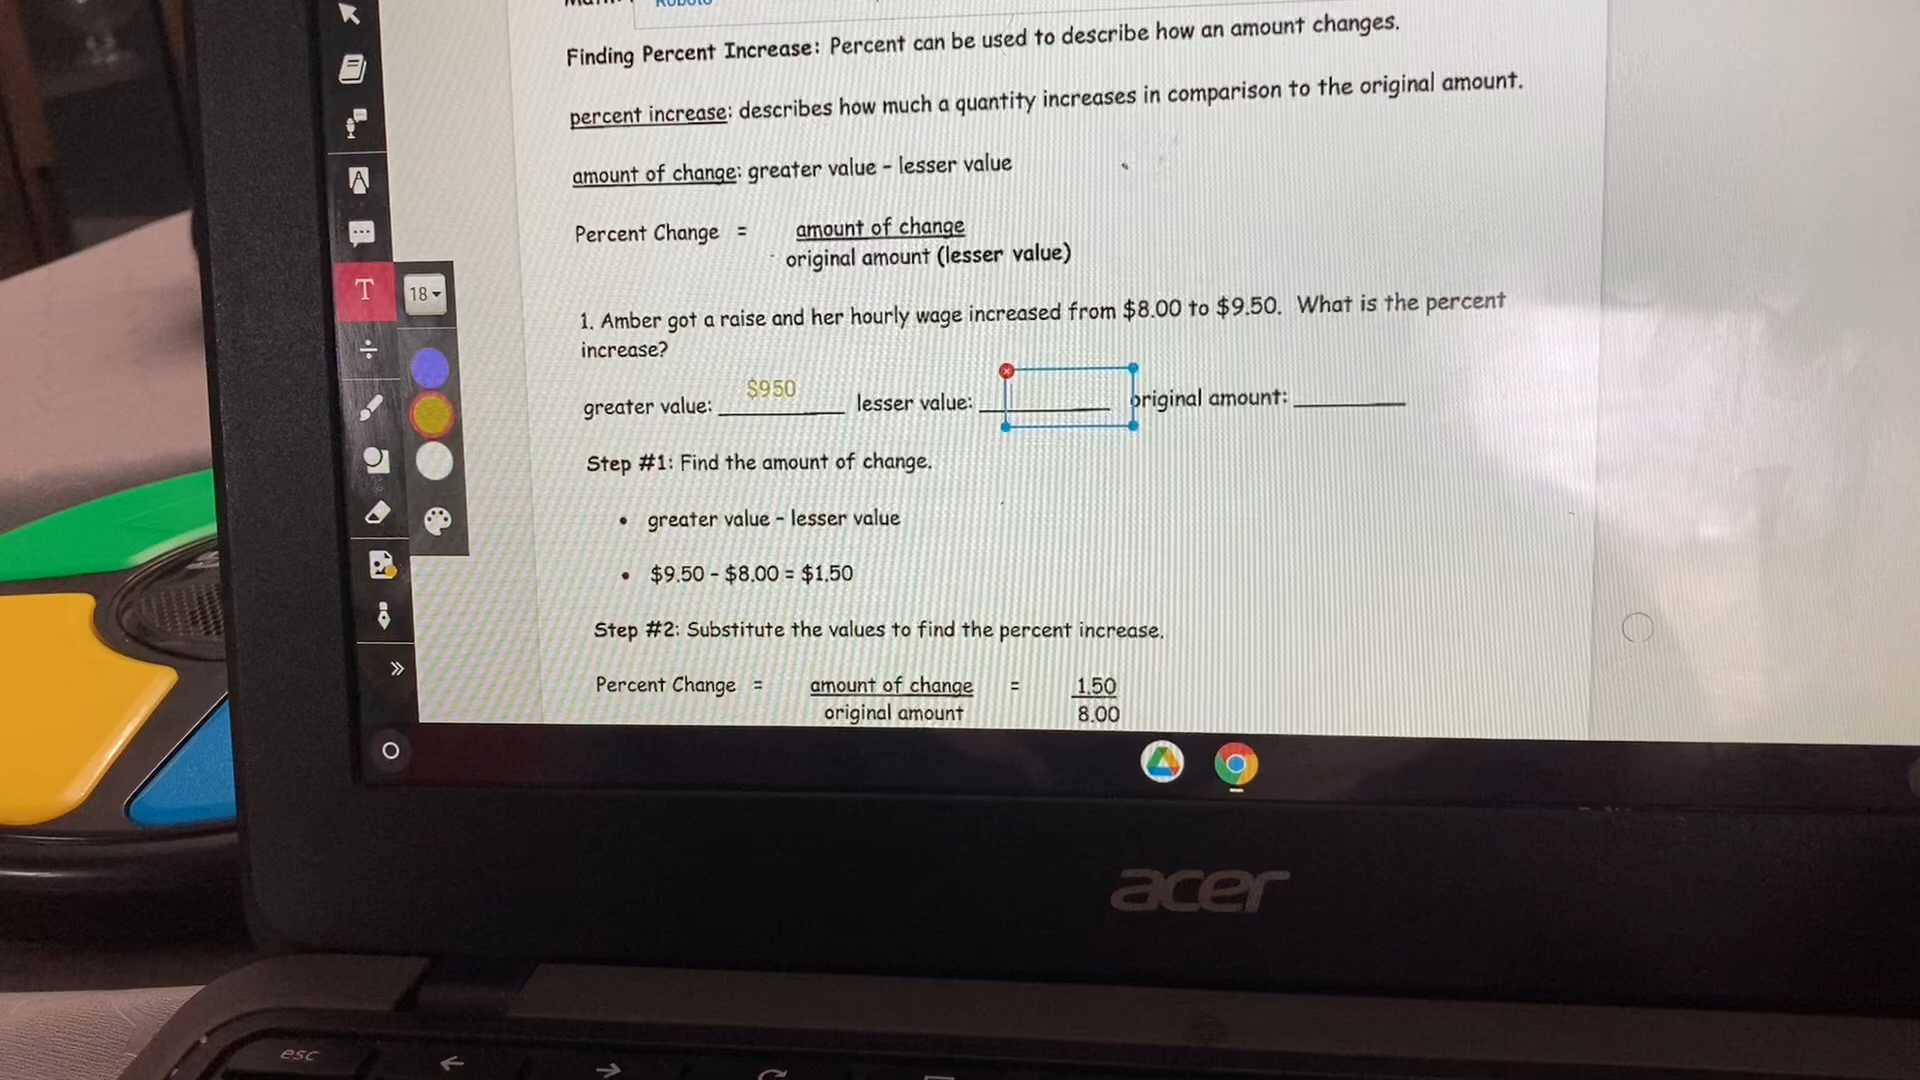 Finding Percent Increase: Percent can be used to describe how an amount changes.
percent increase: describes how much a quantity increases in comparison to the original amount.
amount of change: greater value - lesser value
Percent Change = amount of change
original amount (lesser value)
T 18
1. Amber got a raise and her hourly wage increased from $8.00 to $9.50. What is the percent
increase?
greater value: $950 lesser value: original amount:
Step #1: Find the amount of change.
• greater value - lesser value
• $9.50 - $8.00 = $1.50
Step #2: Substitute the values to find the percent increase.
Percent Change = amount of change = 1.50
original amount 8.00
acer
esc